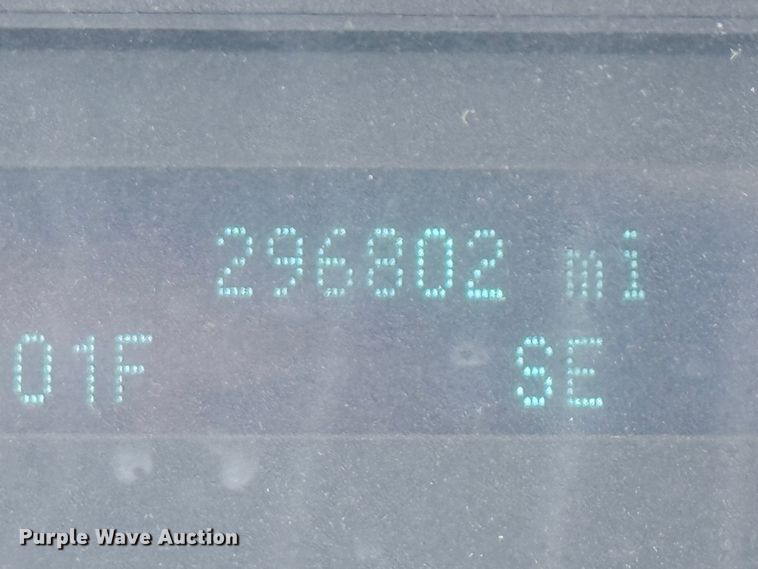 296802 mi
01F SE
Purple Wave Auction